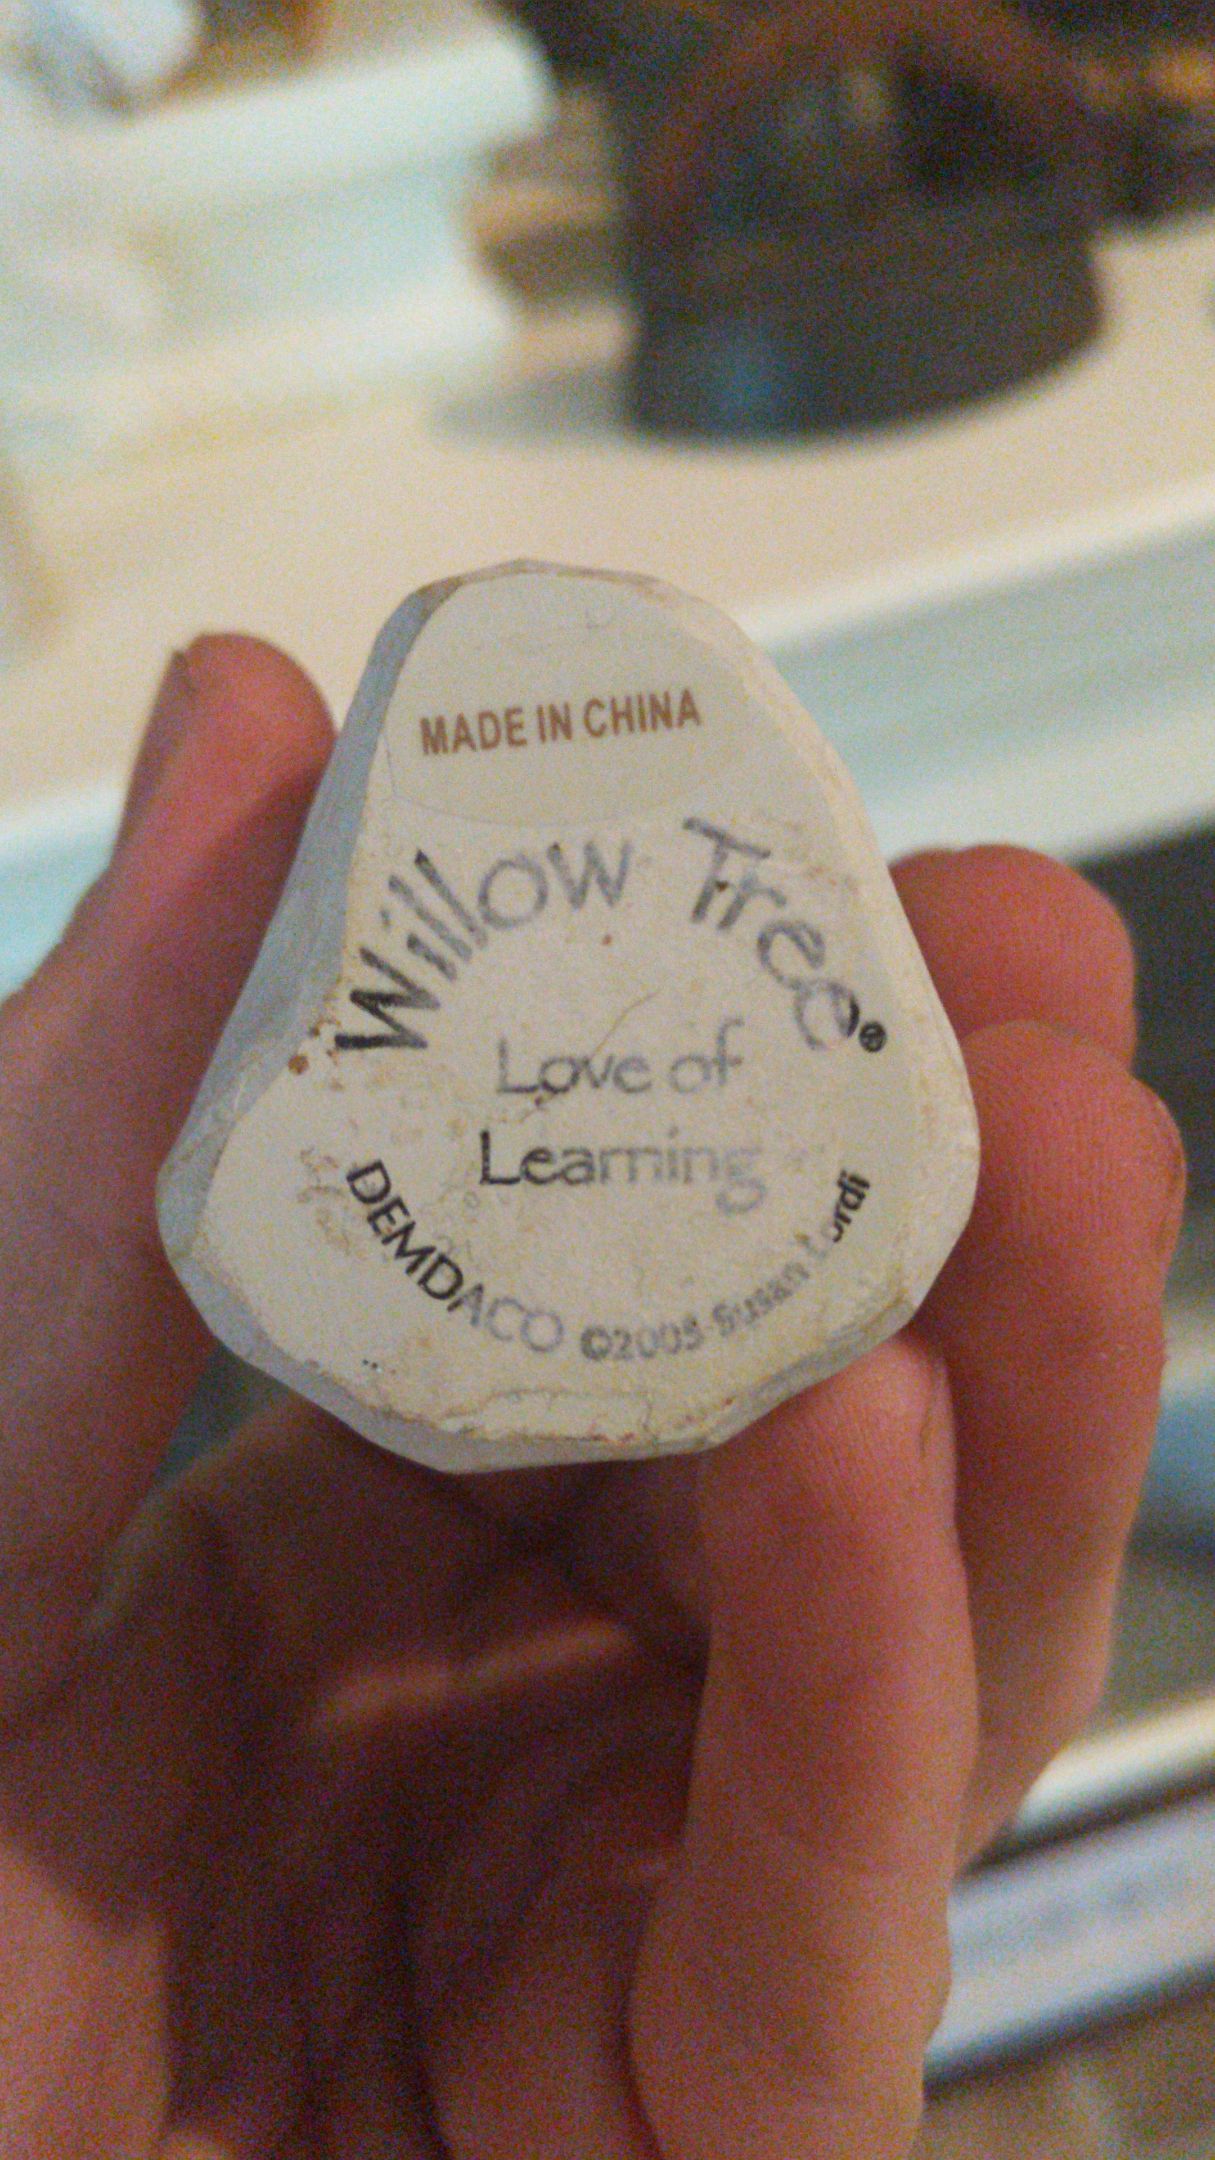 MADE IN CHINA
Willow Tree®
Love of
Learning
DEMDACO ©2005 Susan Lordi